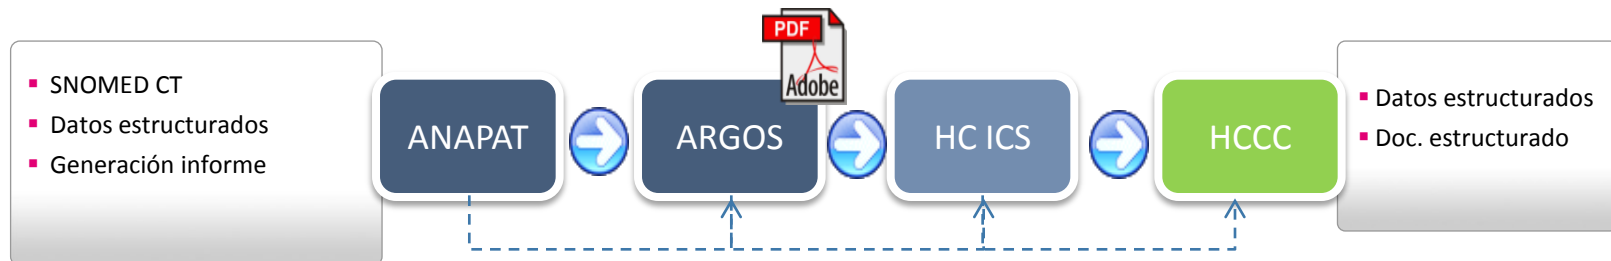 SNOMED CT
Datos estructurados
Generación informe
ANAPAT
PDF
Adobe
ARGOS
HC ICS
HCCC
Datos estructurados
Doc. estructurado